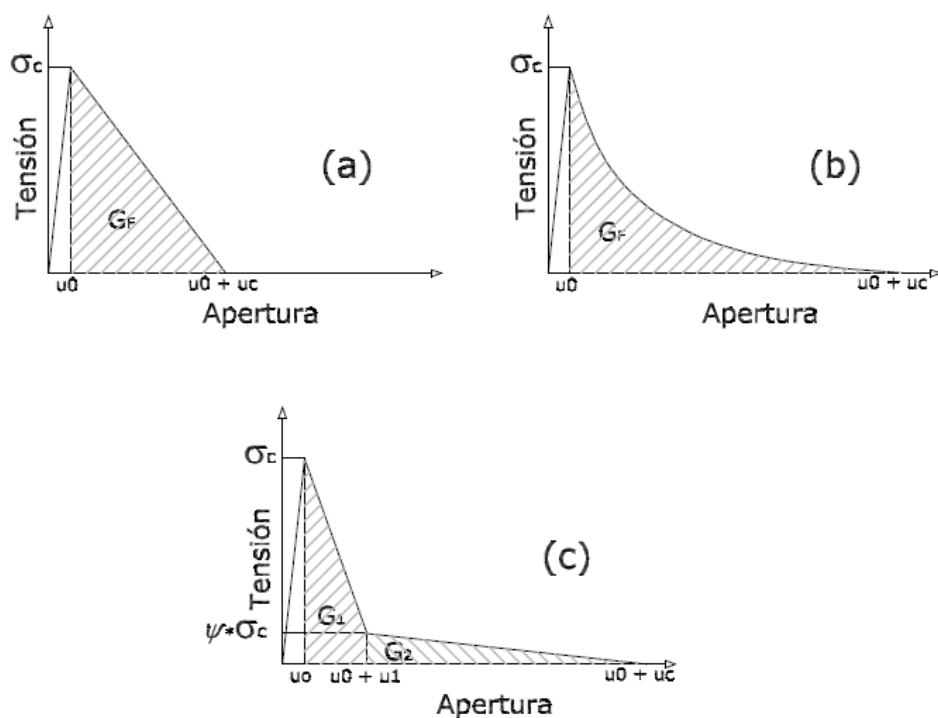 σc
Tensión
(a)
GF
u0
u0 + uc
Apertura
σc
Tensión
(b)
GF
u0
u0 + uc
Apertura
σc
Tensión
(c)
G1
ψ*σc
G2
uo
u0 + u1
u0 + uc
Apertura